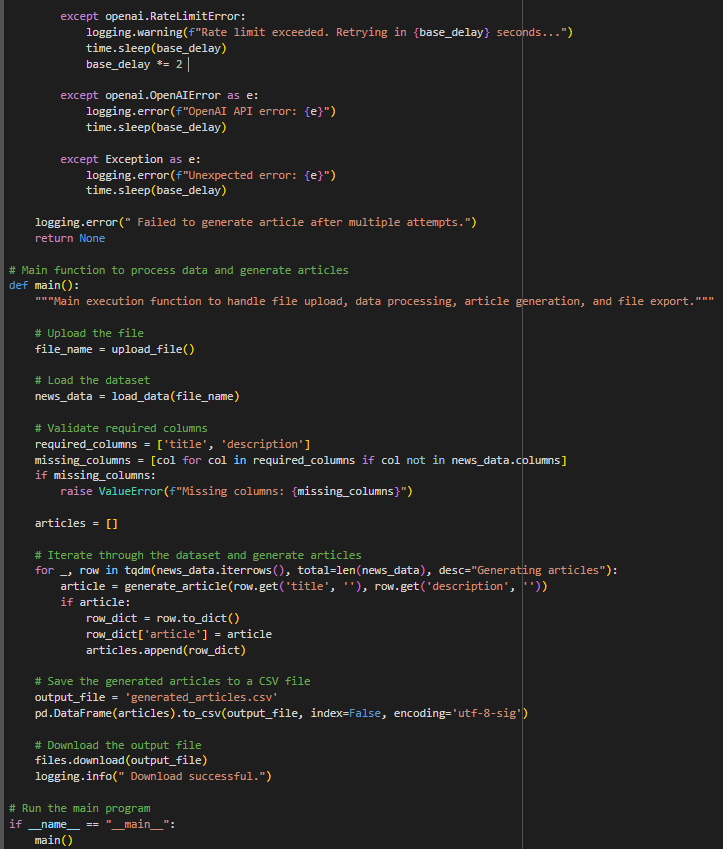 except openai.RateLimitError:
        logging.warning(f"Rate limit exceeded. Retrying in {base_delay} seconds...")
        time.sleep(base_delay)
        base_delay *= 2

    except openai.OpenAIError as e:
        logging.error(f"OpenAI API error: {e}")
        time.sleep(base_delay)

    except Exception as e:
        logging.error(f"Unexpected error: {e}")
        time.sleep(base_delay)

    logging.error(" Failed to generate article after multiple attempts.")
    return None

# Main function to process data and generate articles
def main():
    """Main execution function to handle file upload, data processing, article generation, and file export."""

    # Upload the file
    file_name = upload_file()

    # Load the dataset
    news_data = load_data(file_name)

    # Validate required columns
    required_columns = ['title', 'description']
    missing_columns = [col for col in required_columns if col not in news_data.columns]
    if missing_columns:
        raise ValueError(f"Missing columns: {missing_columns}")

    articles = []

    # Iterate through the dataset and generate articles
    for _, row in tqdm(news_data.iterrows(), total=len(news_data), desc="Generating articles"):
        article = generate_article(row.get('title', ''), row.get('description', ''))
        if article:
            row_dict = row.to_dict()
            row_dict['article'] = article
            articles.append(row_dict)

    # Save the generated articles to a CSV file
    output_file = 'generated_articles.csv'
    pd.DataFrame(articles).to_csv(output_file, index=False, encoding='utf-8-sig')

    # Download the output file
    files.download(output_file)
    logging.info(" Download successful.")

# Run the main program
if __name__ == "__main__":
    main()